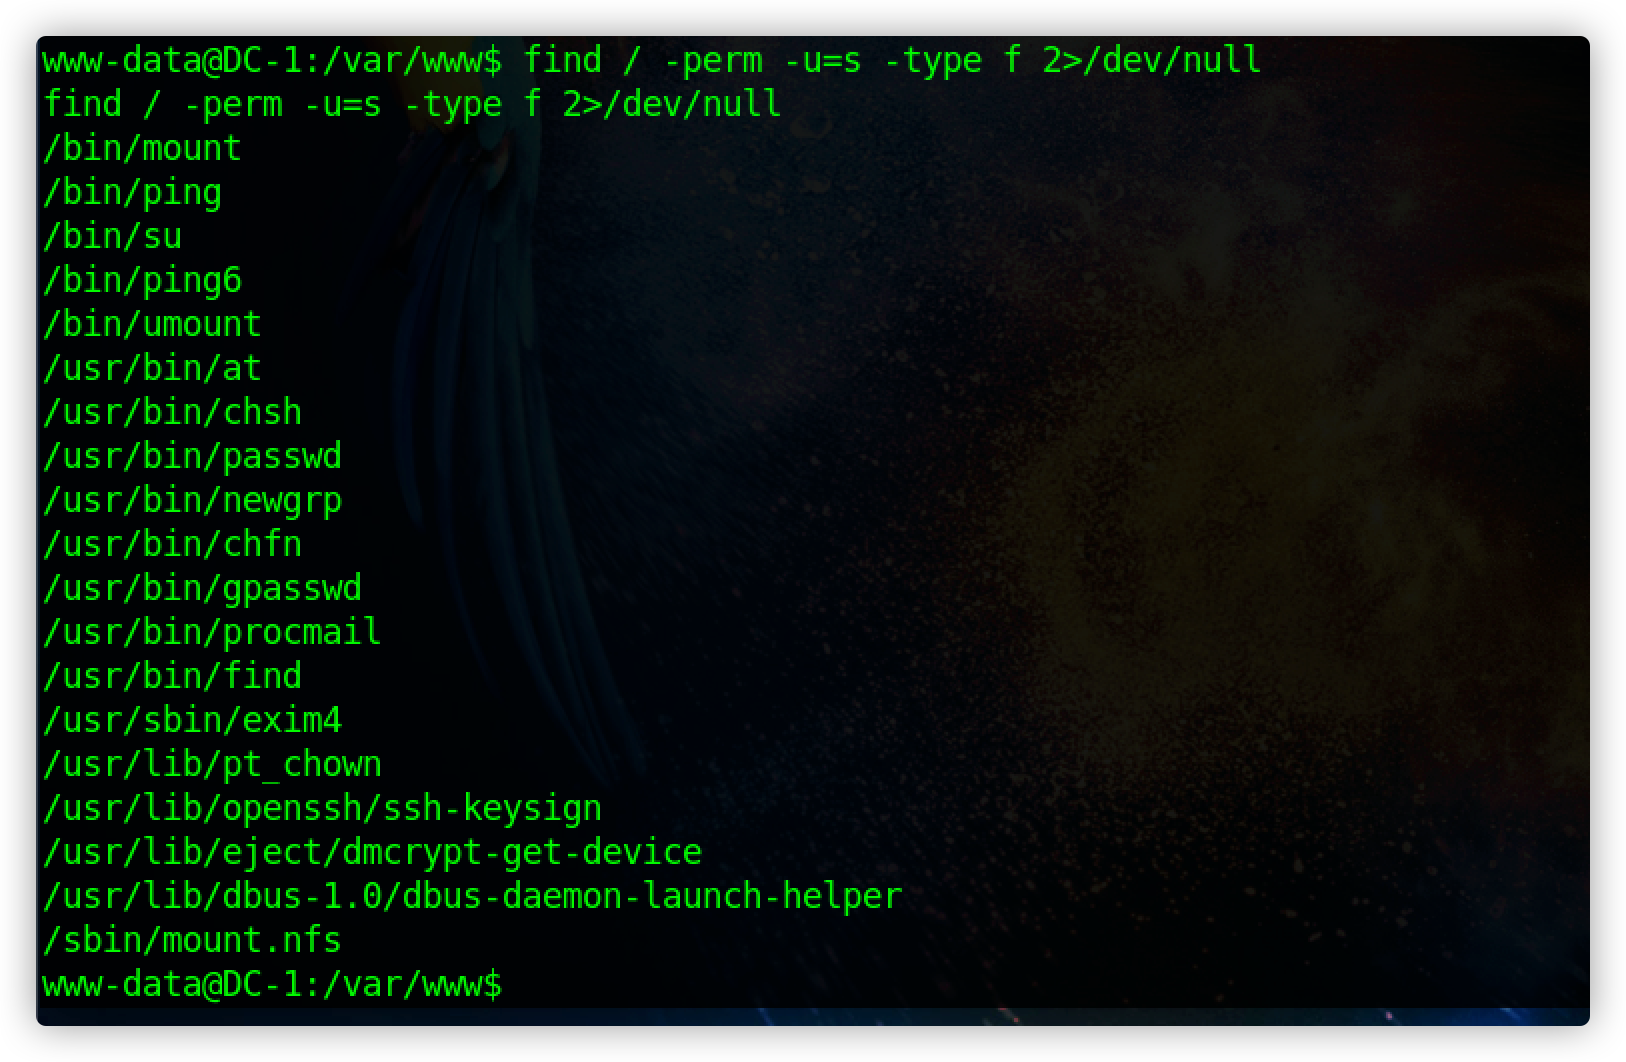 www-data@DC-1:/var/www$ find / -perm -u=s -type f 2>/dev/null
find / -perm -u=s -type f 2>/dev/null
/bin/mount
/bin/ping
/bin/su
/bin/ping6
/bin/umount
/usr/bin/at
/usr/bin/chsh
/usr/bin/passwd
/usr/bin/newgrp
/usr/bin/chfn
/usr/bin/gpasswd
/usr/bin/procmail
/usr/bin/find
/usr/sbin/exim4
/usr/lib/pt_chown
/usr/lib/openssh/ssh-keysign
/usr/lib/eject/dmcrypt-get-device
/usr/lib/dbus-1.0/dbus-daemon-launch-helper
/sbin/mount.nfs
www-data@DC-1:/var/www$